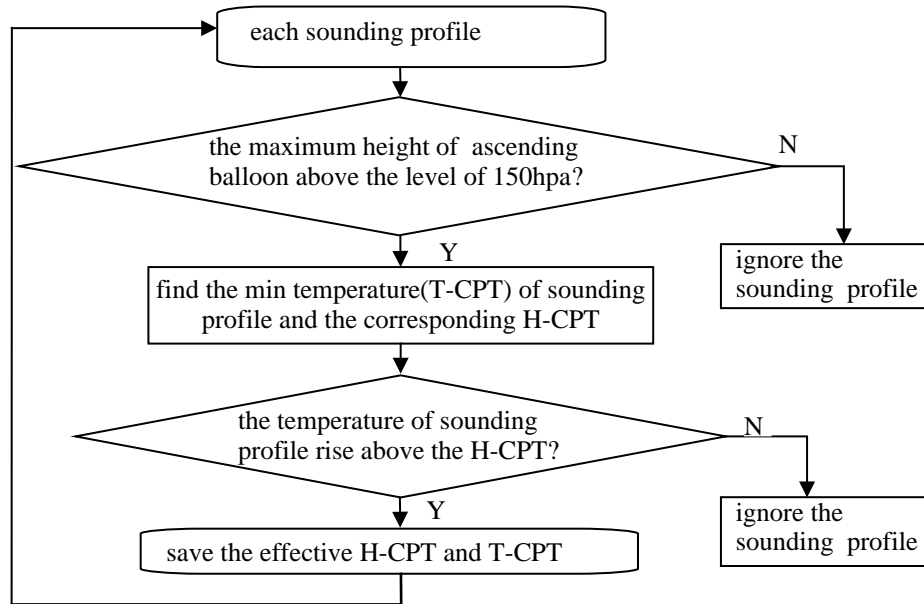 each sounding profile
the maximum height of ascending
balloon above the level of 150hpa?
N
Y
ignore the
sounding profile
find the min temperature(T-CPT) of sounding
profile and the corresponding H-CPT
the temperature of sounding
profile rise above the H-CPT?
N
Y
ignore the
sounding profile
save the effective H-CPT and T-CPT